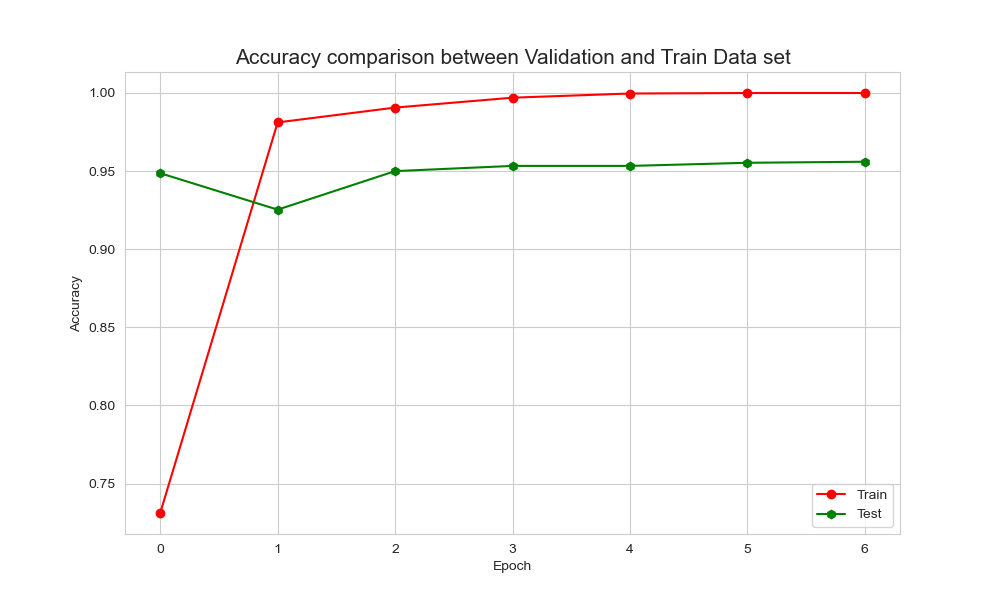 Accuracy comparison between Validation and Train Data set
1.00
0.95
0.90
0.85
0.80
0.75
Accuracy
Train
Test
0 1 2 3 4 5 6
Epoch